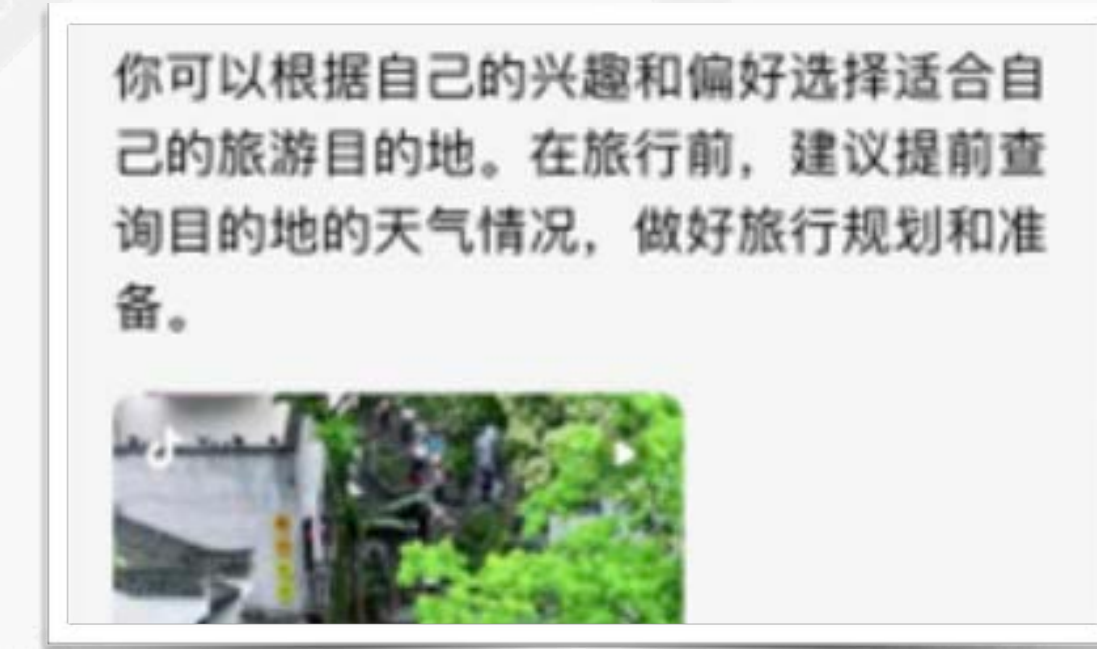 你可以根据自己的兴趣和偏好选择适合自
己的旅游目的地。在旅行前，建议提前查
询目的地的天气情况，做好旅行规划和准
备。